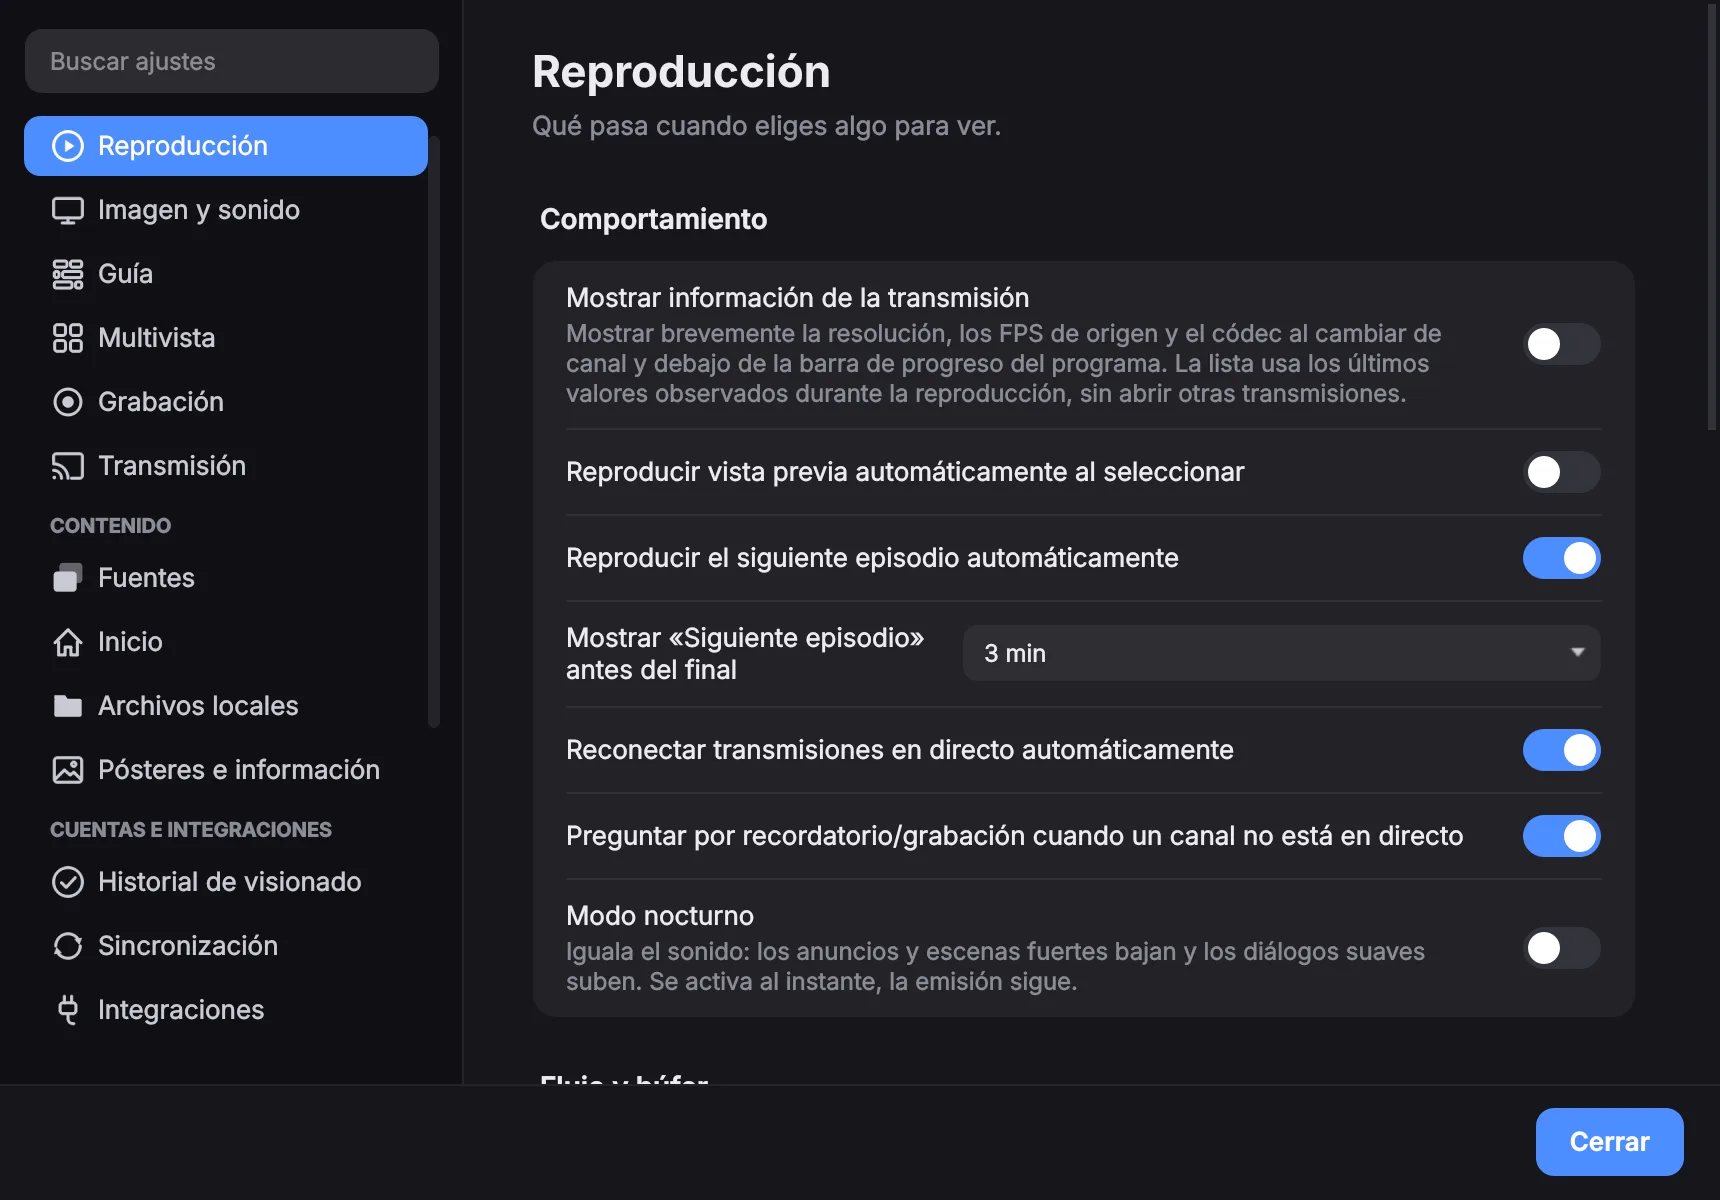 Buscar ajustes
Reproducción
Imagen y sonido
Guía
Multivista
Grabación
Transmisión
CONTENIDO
Fuentes
Inicio
Archivos locales
Pósteres e información
CUENTAS E INTEGRACIONES
Historial de visionado
Sincronización
Integraciones
Reproducción
Qué pasa cuando eliges algo para ver.
Comportamiento
Mostrar información de la transmisión
Mostrar brevemente la resolución, los FPS de origen y el códec al cambiar de
canal y debajo de la barra de progreso del programa. La lista usa los últimos
valores observados durante la reproducción, sin abrir otras transmisiones.
Reproducir vista previa automáticamente al seleccionar
Reproducir el siguiente episodio automáticamente
Mostrar «Siguiente episodio»
antes del final
3 min
Reconectar transmisiones en directo automáticamente
Preguntar por recordatorio/grabación cuando un canal no está en directo
Modo nocturno
Iguala el sonido: los anuncios y escenas fuertes bajan y los diálogos suaves
suben. Se activa al instante, la emisión sigue.
Flujo y búfer
Cerrar